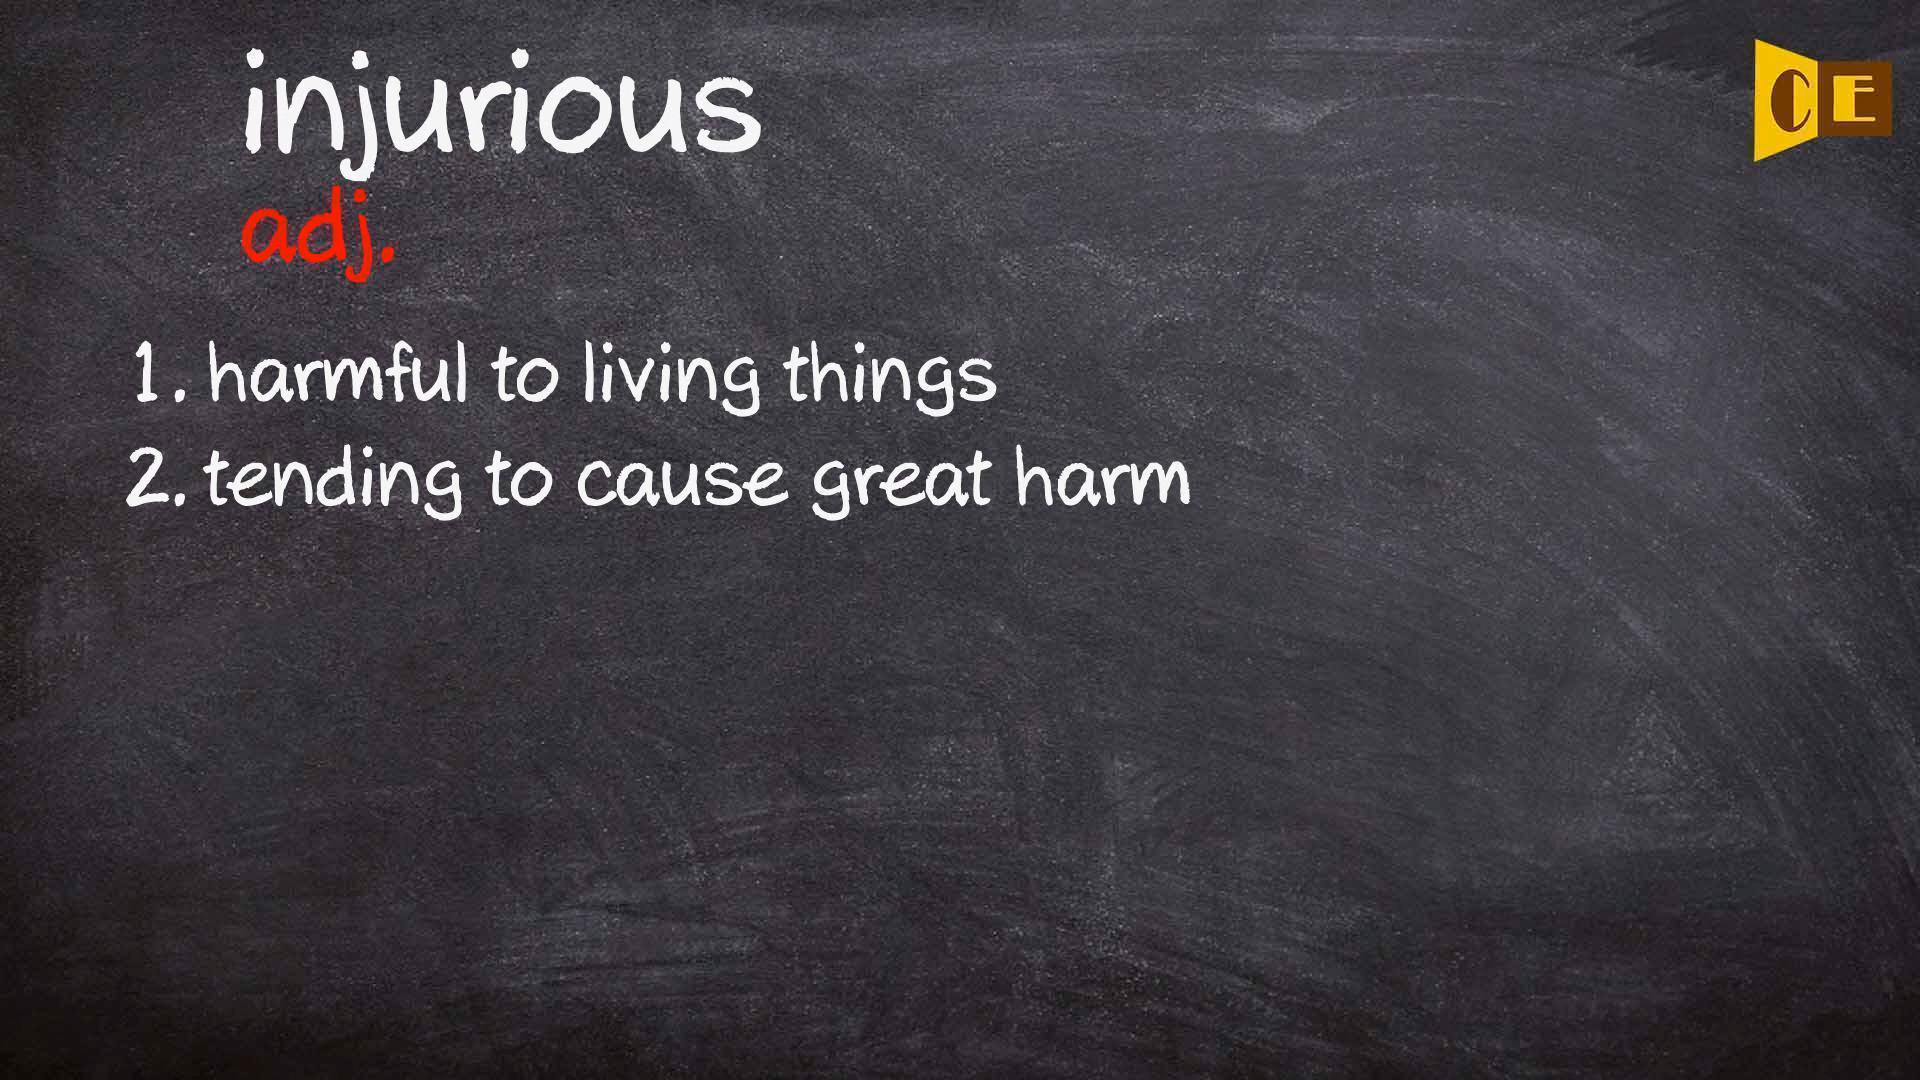 injurious
CE
adj.
1. harmful to living things
2. tending to cause great harm